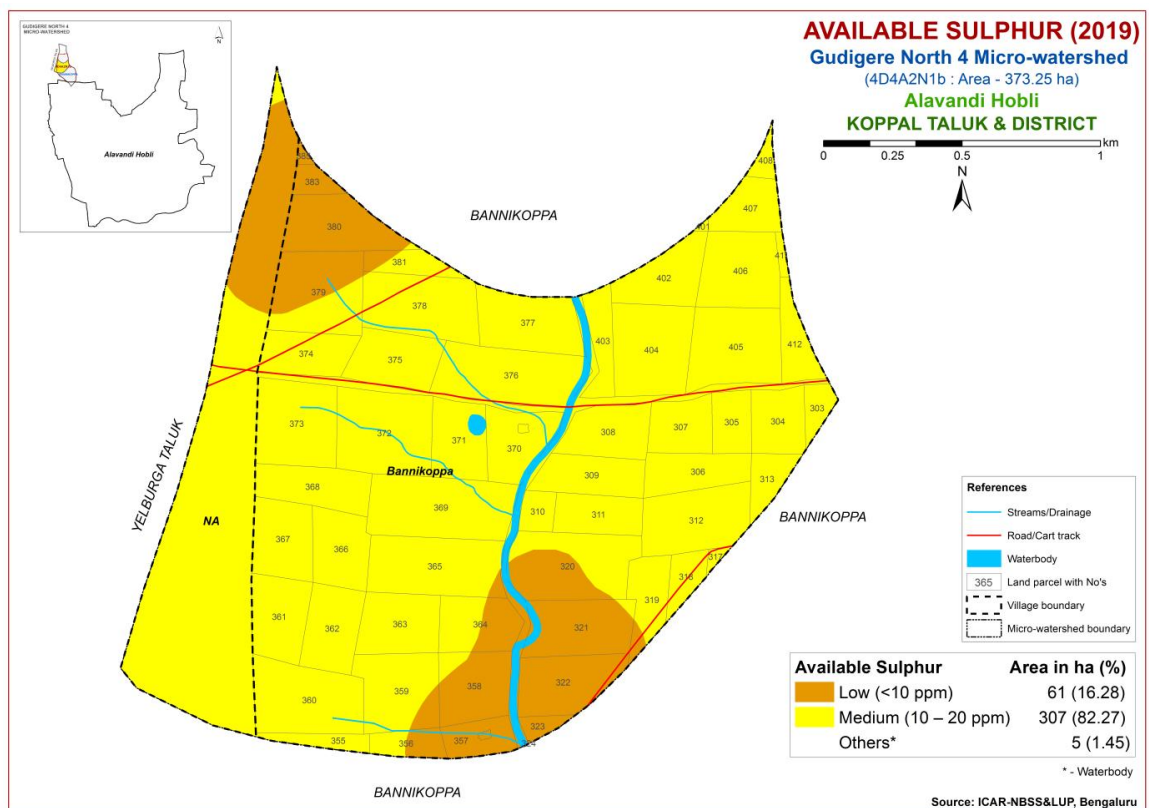 GUDIGERE NORTH 4
MICRO-WATERSHED
N
Alavandi Hobli
AVAILABLE SULPHUR (2019)
Gudigere North 4 Micro-watershed
(4D4A2N1b : Area - 373.25 ha)
Alavandi Hobli
KOPPAL TALUK & DISTRICT
km
0 0.25 0.5 1
N
BANNIKOPPA
408
383
407
380
381
406
402
379
378
377
403
404
405
412
374
375
376
303
373
372
371
370
308
307
305
304
Bannikoppa
YELBURGA TALUK
NA
368
369
309
306
313
310
311
312
BANNIKOPPA
367
366
365
320
317
318
319
361
362
363
364
321
360
359
358
322
323
355
356
357
324
BANNIKOPPA
References
Streams/Drainage
Road/Cart track
Waterbody
365 Land parcel with No's
Village boundary
Micro-watershed boundary
Available Sulphur Area in ha (%)
Low (<10 ppm) 61 (16.28)
Medium (10 – 20 ppm) 307 (82.27)
Others* 5 (1.45)
* - Waterbody
Source: ICAR-NBSS&LUP, Bengaluru